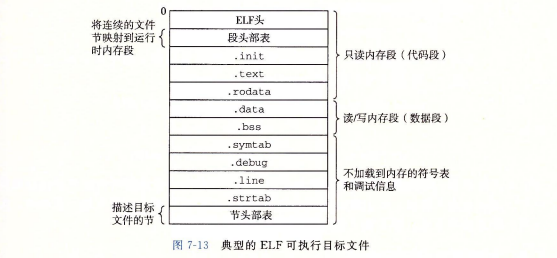 0
将连续的文件
节映射到运行
时内存段
ELF头
段头部表
.init
.text
.rodata
只读内存段（代码段）
.data
.bss
读/写内存段（数据段）
.symtab
.debug
.line
.strtab
不加载到内存的符号表
和调试信息
描述目标
文件的节
节头部表
图 7-13 典型的 ELF 可执行目标文件